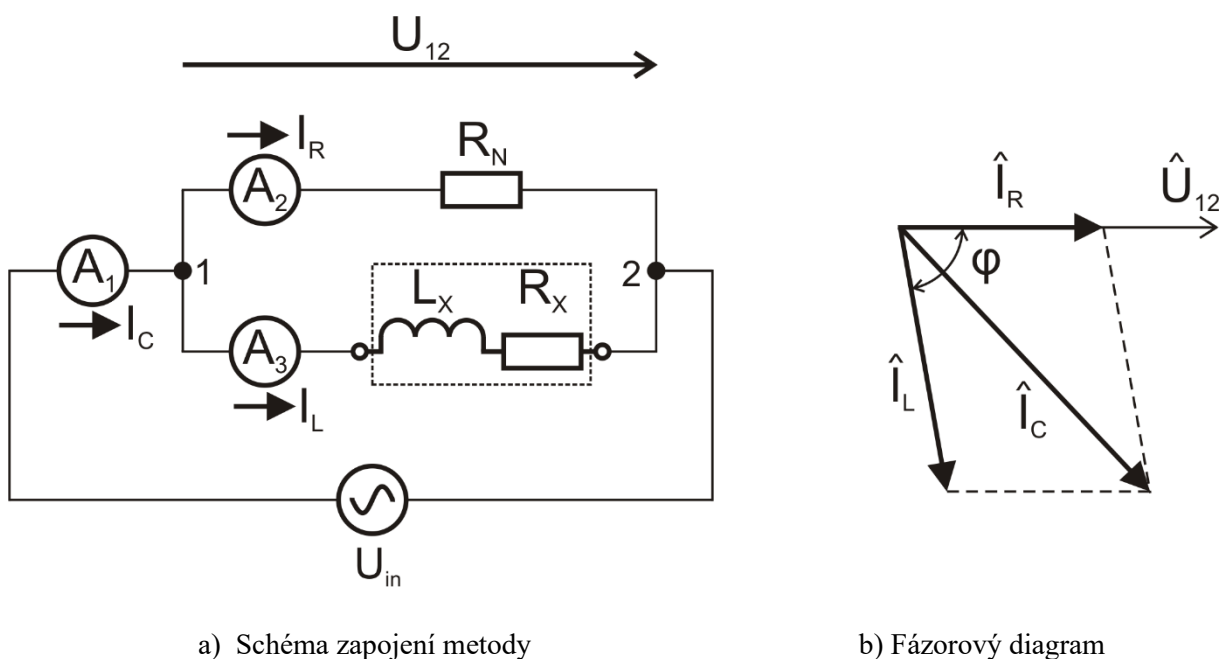 U12
IR
RN
A2
A1
1
LX
RX
2
IC
A3
IL
Uin
ÎR
Û12
φ
ÎL
ÎC
a) Schéma zapojení metody
b) Fázorový diagram